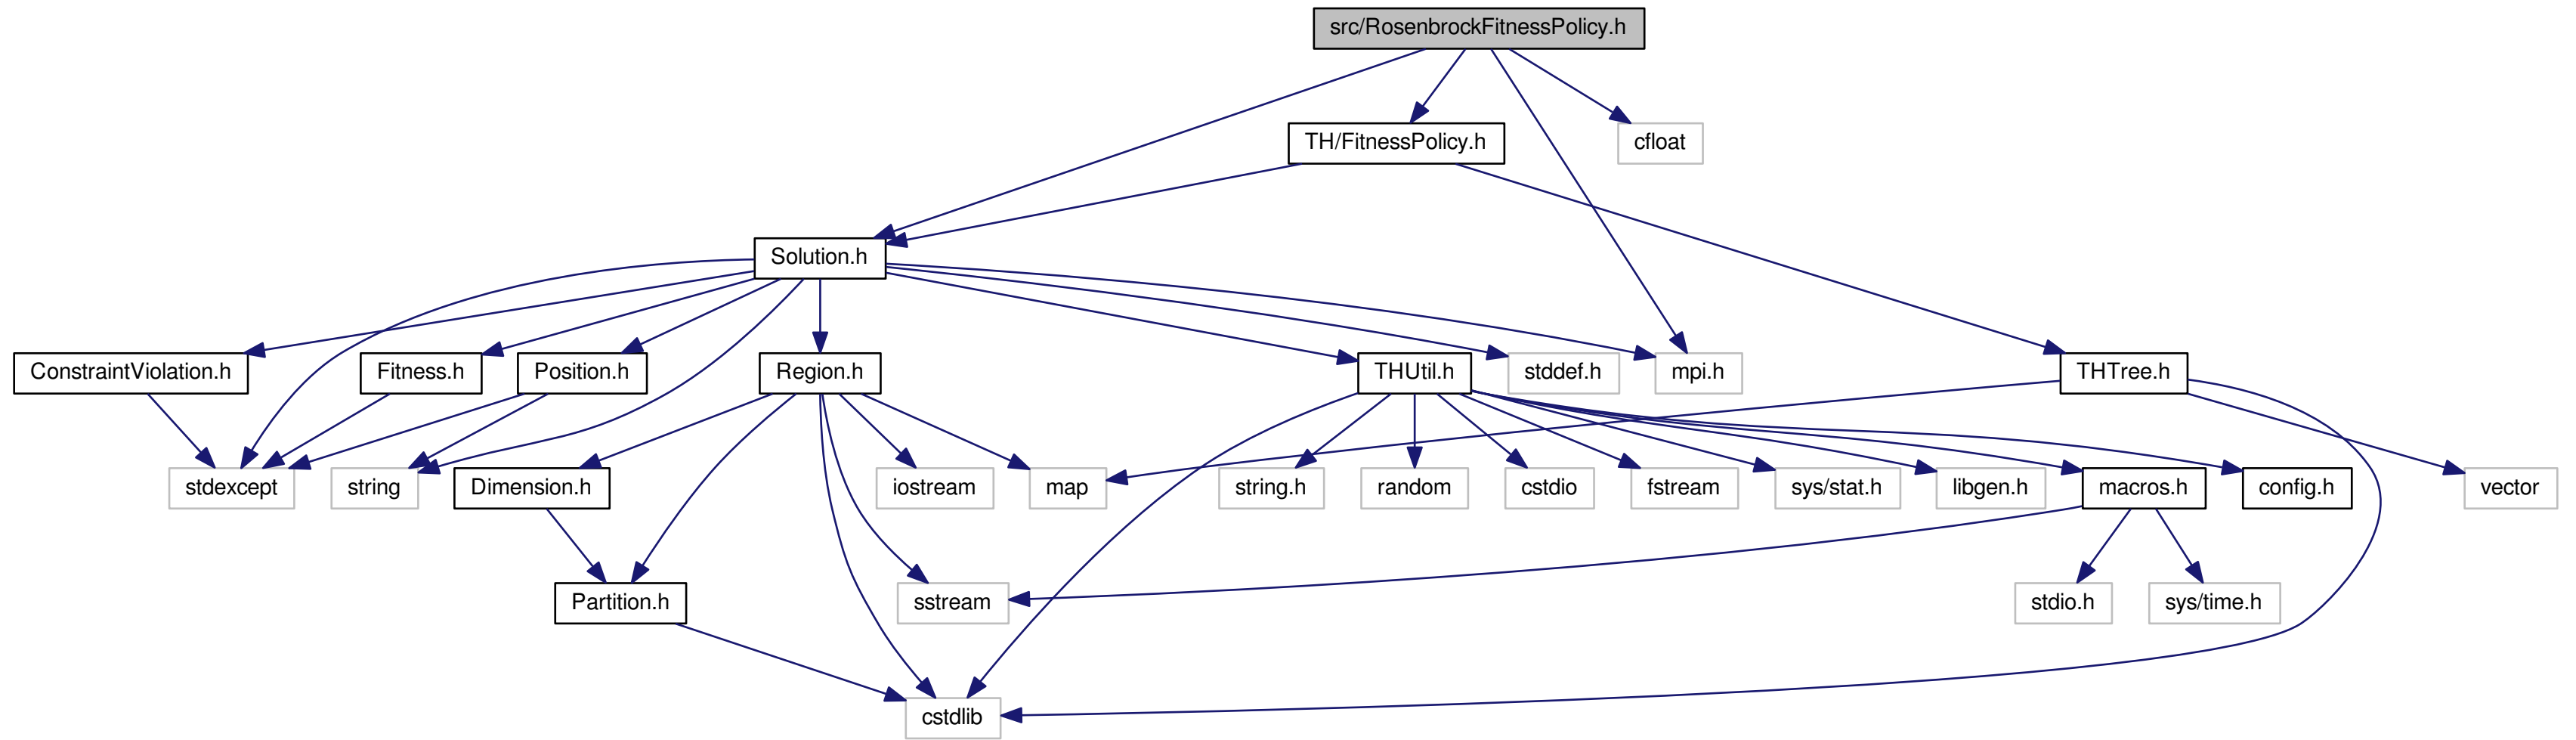 src/RosenbrockFitnessPolicy.h
TH/FitnessPolicy.h
cfloat
Solution.h
ConstraintViolation.h
Fitness.h
Position.h
Region.h
THUtil.h
stddef.h
mpi.h
THTree.h
stdexcept
string
Dimension.h
iostream
map
string.h
random
cstdio
fstream
sys/stat.h
libgen.h
macros.h
config.h
vector
Partition.h
sstream
stdio.h
sys/time.h
cstdlib